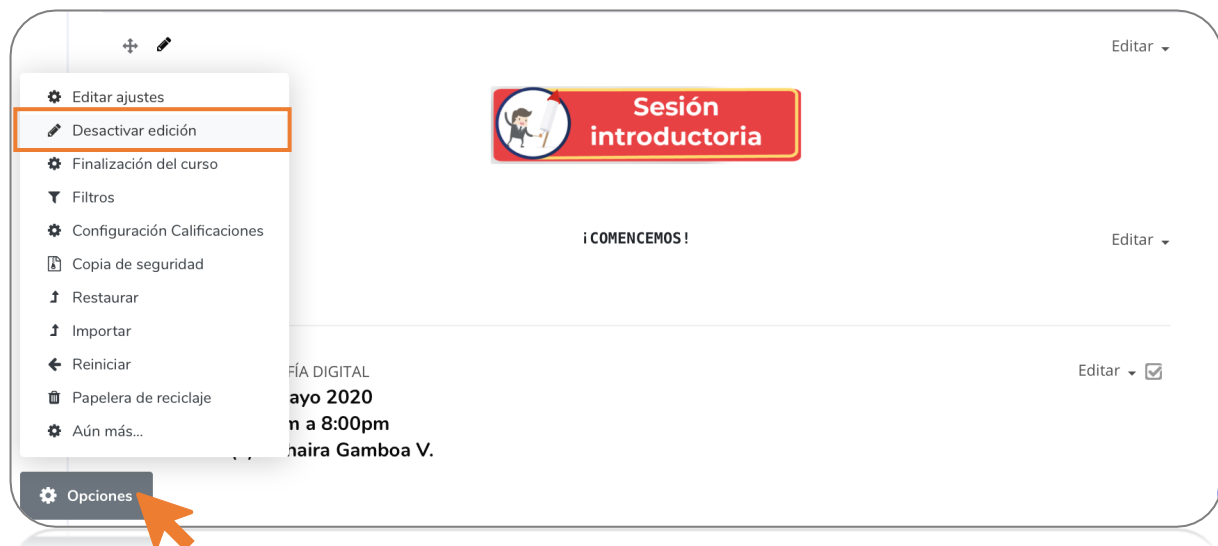 Editar
Editar ajustes
Desactivar edición
Finalización del curso
Filtros
Configuración Calificaciones
Copia de seguridad
Restaurar
Importar
Reiniciar
Papelera de reciclaje
Aún más...
Opciones
Sesión
introductoria
¡COMENCEMOS!
Editar
FÍA DIGITAL
Editar
ayo 2020
a 8:00pm
naira Gamboa V.